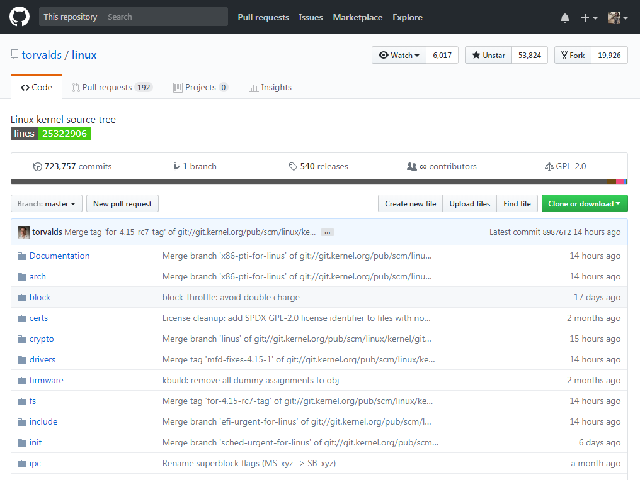 This repository Search Pull requests Issues Marketplace Explore
torvalds / linux
Watch 6,017 Unstar 53,824 Fork 19,926
Code Pull requests 192 Projects 0 Insights
Linux kernel source tree
lines 25322906
723,757 commits 1 branch 540 releases ∞ contributors GPL-2.0
Branch: master New pull request Create new file Upload files Find file Clone or download
torvalds Merge tag 'for-4.15-rc7-tag' of git://git.kernel.org/pub/scm/linux/ke... ... Latest commit 14 hours ago
Documentation Merge branch 'x86-pti-for-linus' of git://git.kernel.org/pub/scm/linu... 14 hours ago
arch Merge branch 'x86-pti-for-linus' of git://git.kernel.org/pub/scm/linu... 14 hours ago
block block-throttle: avoid double charge 17 days ago
certs License cleanup: add SPDX GPL-2.0 license identifier to files with no... 2 months ago
crypto Merge branch 'linus' of git://git.kernel.org/pub/scm/linux/kernel/git... 15 hours ago
drivers Merge tag 'mfd-fixes-4.15-1' of git://git.kernel.org/pub/scm/linux/ke... 14 hours ago
firmware kbuild: remove all dummy assignments to obj- 2 months ago
fs Merge tag 'for-4.15-rc7-tag' of git://git.kernel.org/pub/scm/linux/ke... 14 hours ago
include Merge branch 'efi-urgent-for-linus' of git://git.kernel.org/pub/scm/l... 14 hours ago
init Merge branch 'sched-urgent-for-linus' of git://git.kernel.org/pub/scm... 6 days ago
ipc Rename superblock flags (MS_xyz -> SB_xyz) a month ago